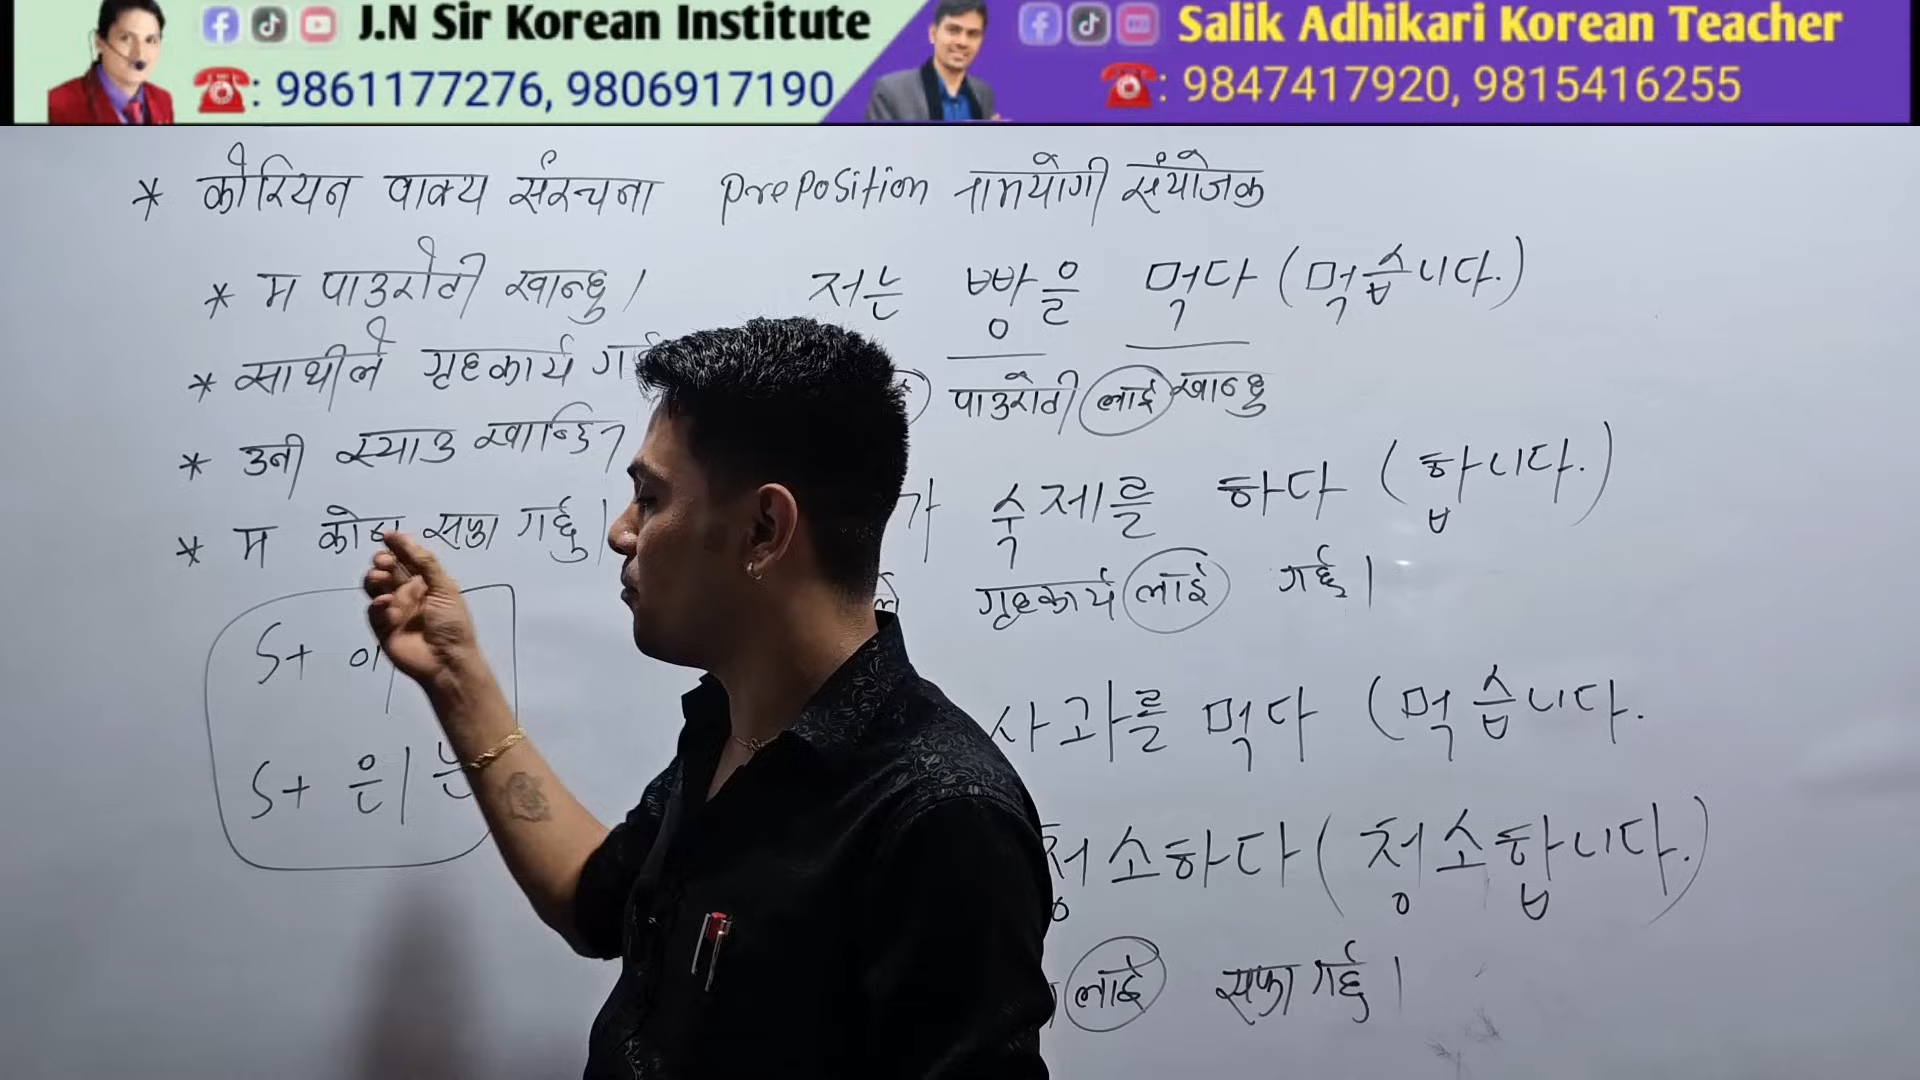 J.N Sir Korean Institute
: 9861177276, 9806917190
Salik Adhikari Korean Teacher
: 9847417920, 9815416255
* कोरियन वाक्य संरचना preposition नामयोगी संयोजक
* म पाउरोटी खान्छु। 저는 빵을 먹다 (먹습니다.)
* साथीले गृहकार्य
पाउरोटी लाई खान्छु
* उनी स्याउ खान्छिन्
가 숙제를 하다 (합니다.)
* म कोठा सफा गर्छु।
गृहकार्य लाई गर्छ।
S+ 이
사과를 먹다 (먹습니다.
S+ 은/는
청소하다 (청소합니다.)
लाई सफा गर्छु।